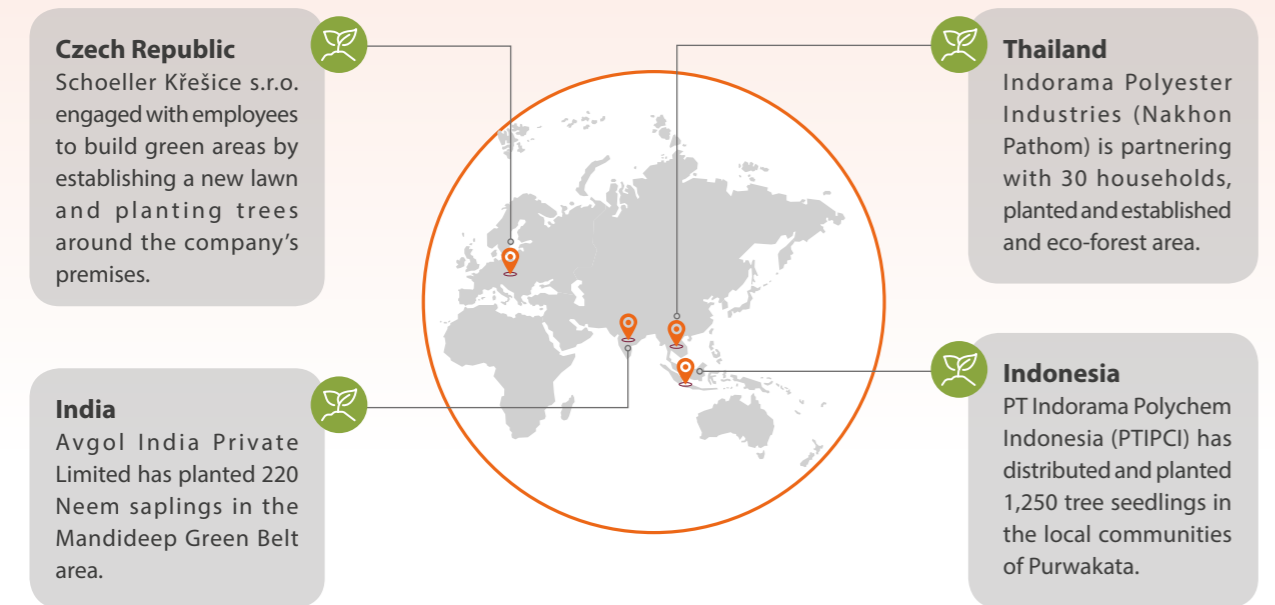 Czech Republic
Schoeller Křešice s.r.o.
engaged with employees
to build green areas by
establishing a new lawn
and planting trees
around the company's
premises.
India
Avgol India Private
Limited has planted 220
Neem saplings in the
Mandideep Green Belt
area.
Thailand
Indorama Polyester
Industries (Nakhon
Pathom) is partnering
with 30 households,
planted and established
and eco-forest area.
Indonesia
PT Indorama Polychem
Indonesia (PTIPCI) has
distributed and planted
1,250 tree seedlings in
the local communities
of Purwakata.